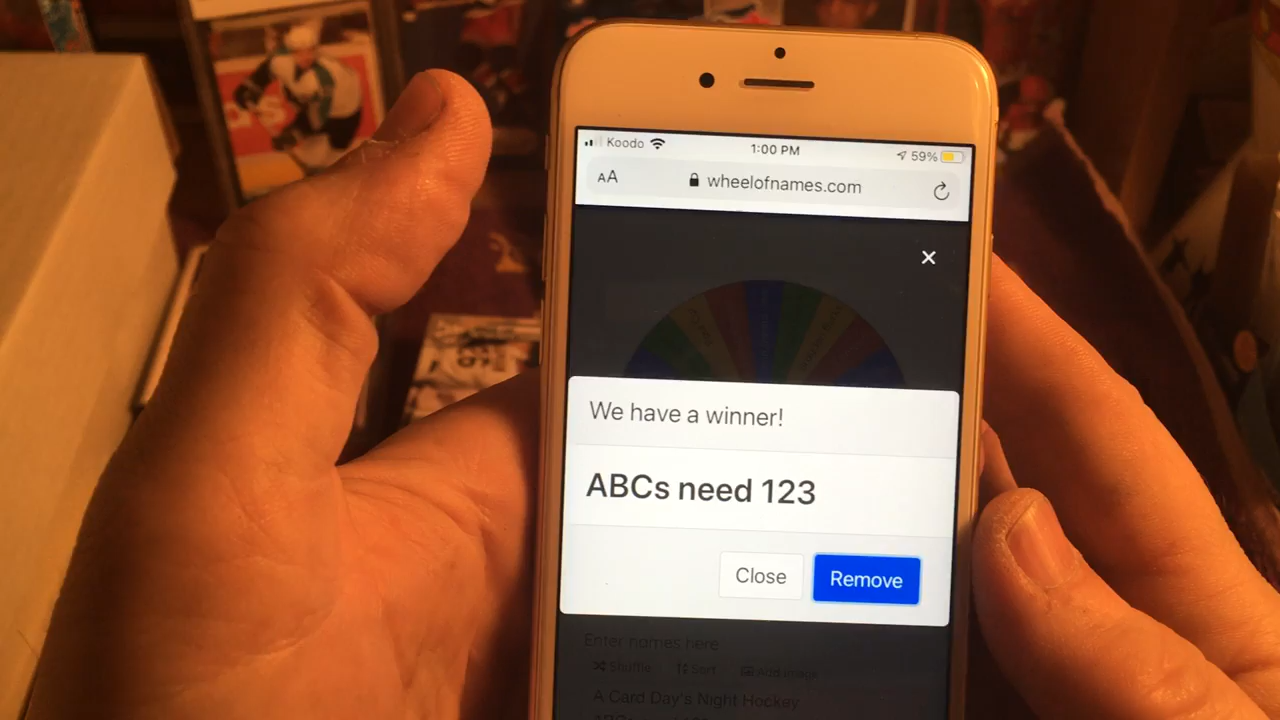 Koodo
1:00 PM
59%
AA
wheelofnames.com
We have a winner!
ABCs need 123
Close
Remove
Enter names here
Shuffle
Sort
Add image
A Card Day's Night Hockey